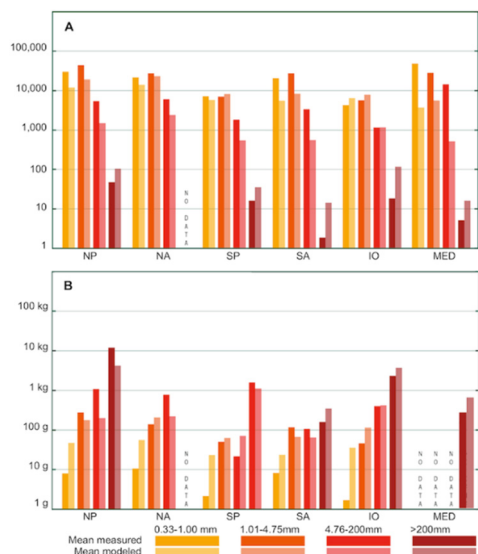 A
100,000
10,000
1,000
100
10
1
NO DATA
NP NA SP SA IO MED
B
100 kg
10 kg
1 kg
100g
10 g
1 g
NO DATA NO DATA NO DATA NO DATA
NP NA SP SA IO MED
0.33-1.00 mm 1.01-4.75mm 4.76-200mm >200mm
Mean measured
Mean modeled